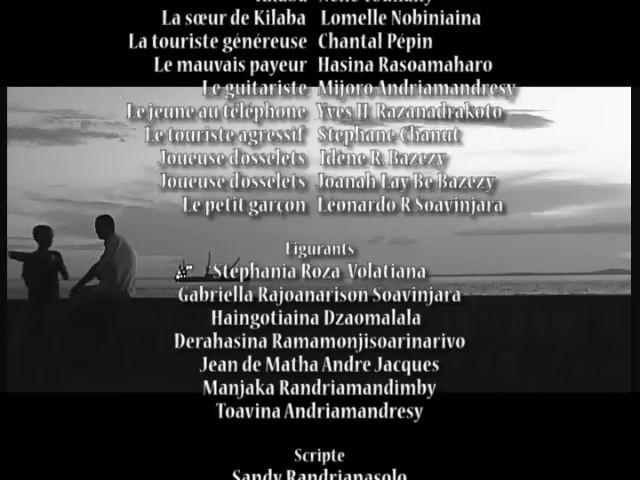 La sœur de Kilaba Lomelle Nobiniaina
La touriste généreuse Chantal Pépin
Le mauvais payeur Hasina Rasoamaharo
Le guitariste Mijoro Andriamandresy
Le jeune au téléphone Yves H Razanadrakoto
Le touriste agressif Stephane Chanut
Joueuse d'osselets Idène R. Bazezy
Joueuse d'osselets Joanah Lay Be Bazezy
Le petit garçon Léonardo R Soavinjara
Figurants
Stephania Roza Volatiana
Gabriella Rajoanarison Soavinjara
Haingotiaina Dzaomalala
Derahasina Ramamonjisoarinarivo
Jean de Matha Andre Jacques
Manjaka Randriamandimby
Toavina Andriamandresy
Scripte
Sandy Randrianasolo